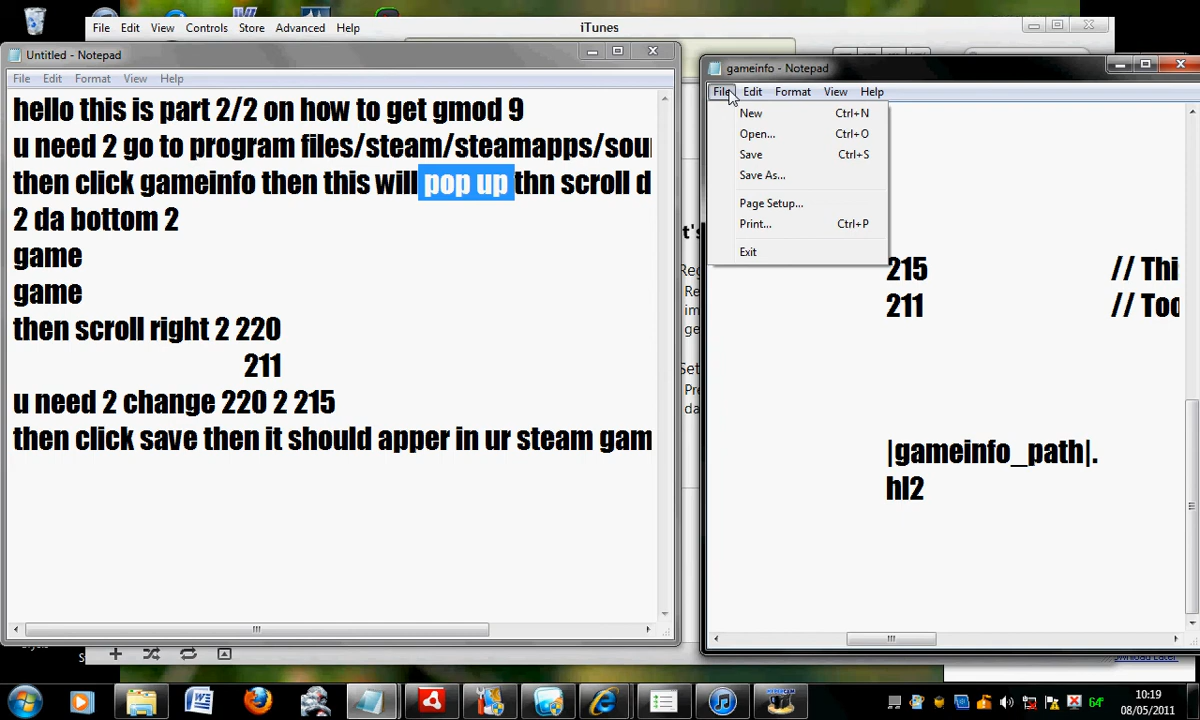 iTunes
File Edit View Controls Store Advanced Help
Untitled - Notepad
File Edit Format View Help
hello this is part 2/2 on how to get gmod 9
u need 2 go to program files/steam/steamapps/sou
then click gameinfo then this will pop up thn scroll d
2 da bottom 2
game
game
then scroll right 2 220
211
u need 2 change 220 2 215
then click save then it should apper in ur steam gam
gameinfo - Notepad
File Edit Format View Help
New Ctrl+N
Open... Ctrl+O
Save Ctrl+S
Save As...
Page Setup...
Print... Ctrl+P
Exit
215 // Thi
211 // Too
|gameinfo_path|.
hl2
10:19
08/05/2011